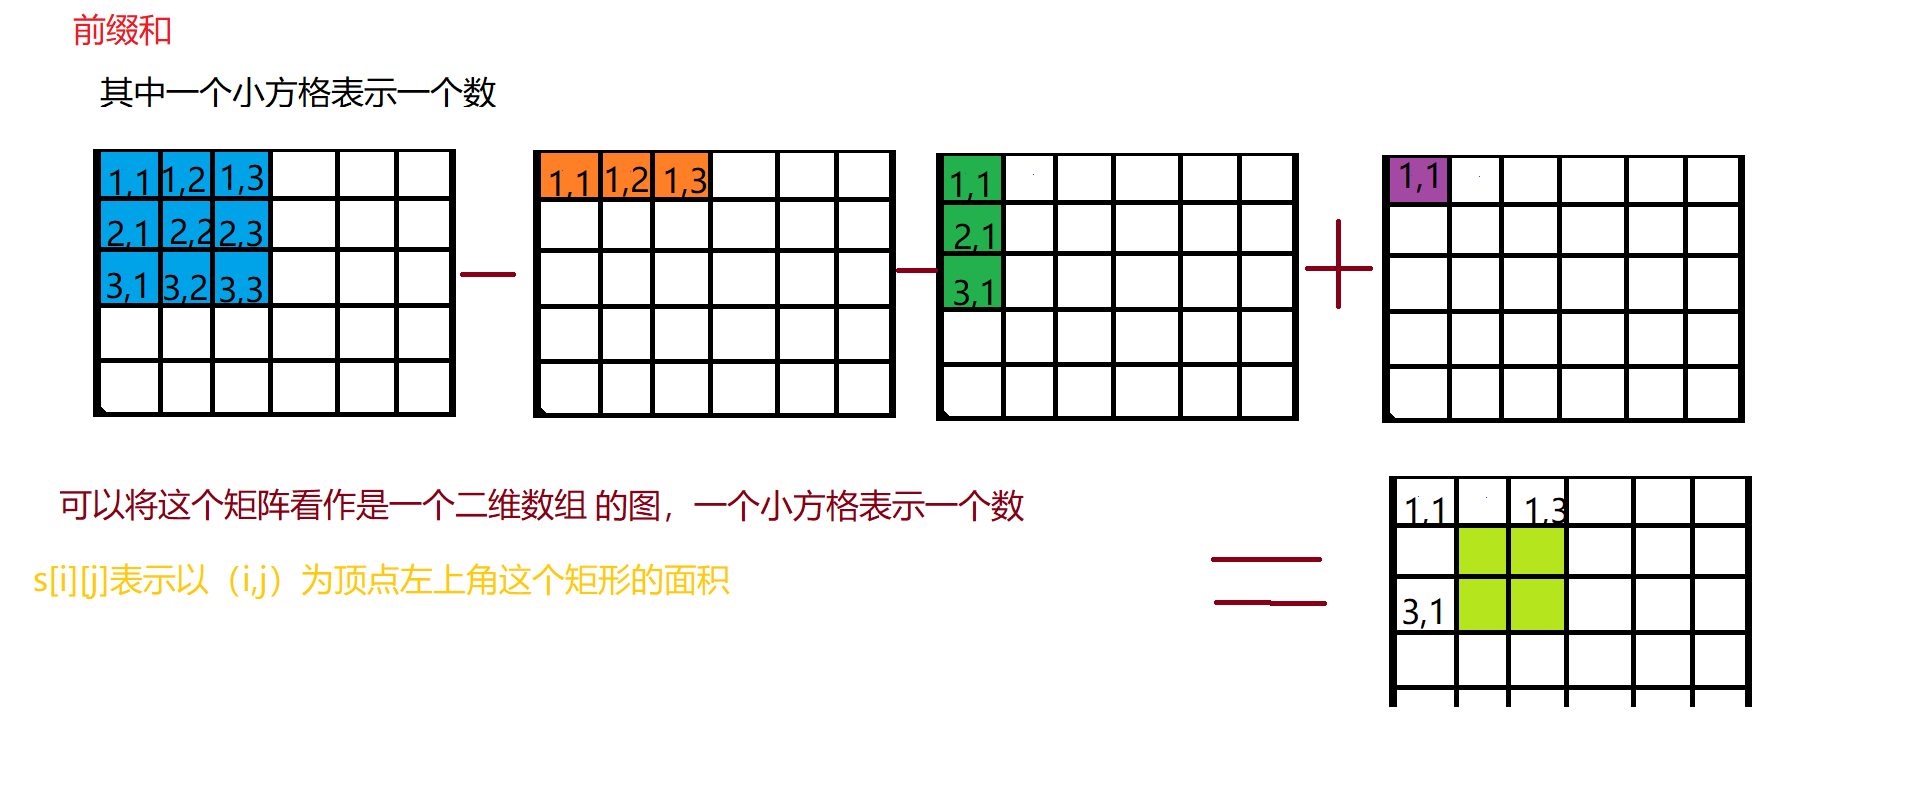 前缀和
其中一个小方格表示一个数
1,1 1,2 1,3
2,1 2,2 2,3
3,1 3,2 3,3
1,1 1,2 1,3
1,1
2,1
3,1
1,1
可以将这个矩阵看作是一个二维数组 的图，一个小方格表示一个数
s[i][j]表示以（i,j）为顶点左上角这个矩形的面积
1,1 1,3
3,1